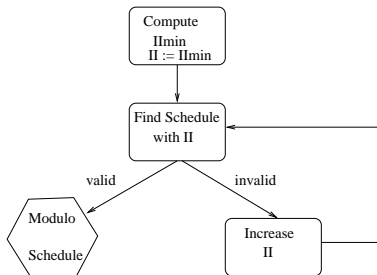 Compute
IImin
II := IImin
Find Schedule
with II
valid
invalid
Modulo
Schedule
Increase
II